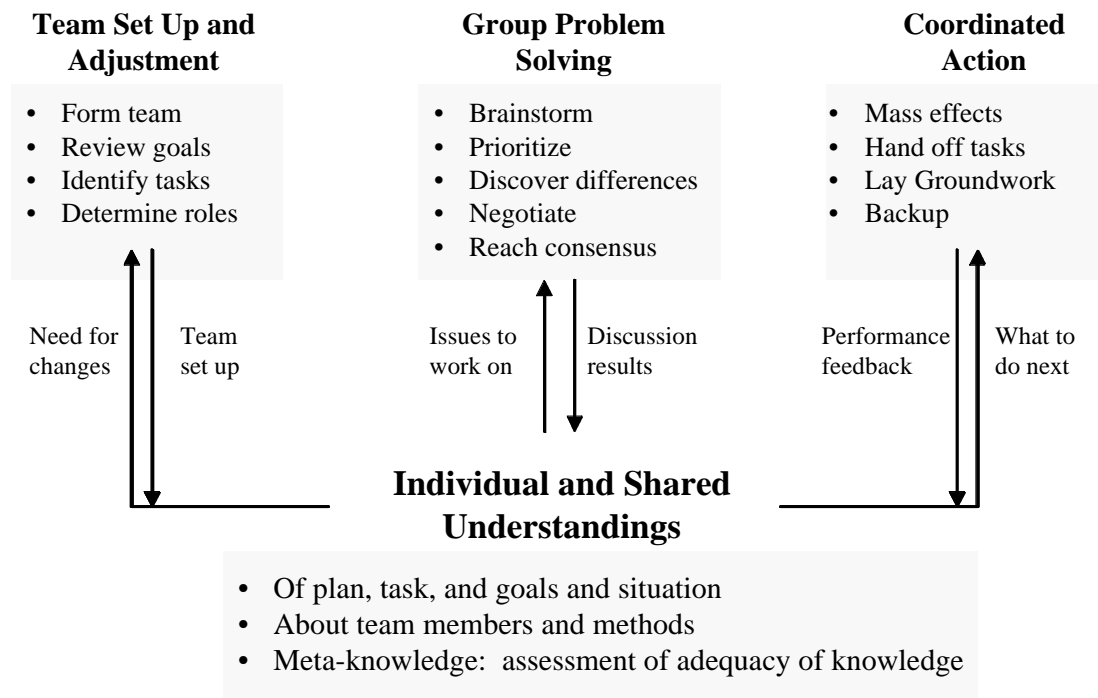 Team Set Up and
Adjustment
• Form team
• Review goals
• Identify tasks
• Determine roles
Group Problem
Solving
• Brainstorm
• Prioritize
• Discover differences
• Negotiate
• Reach consensus
Coordinated
Action
• Mass effects
• Hand off tasks
• Lay Groundwork
• Backup
Need for
changes
Team
set up
Issues to
work on
Discussion
results
Performance
feedback
What to
do next
Individual and Shared
Understandings
• Of plan, task, and goals and situation
• About team members and methods
• Meta-knowledge:  assessment of adequacy of knowledge